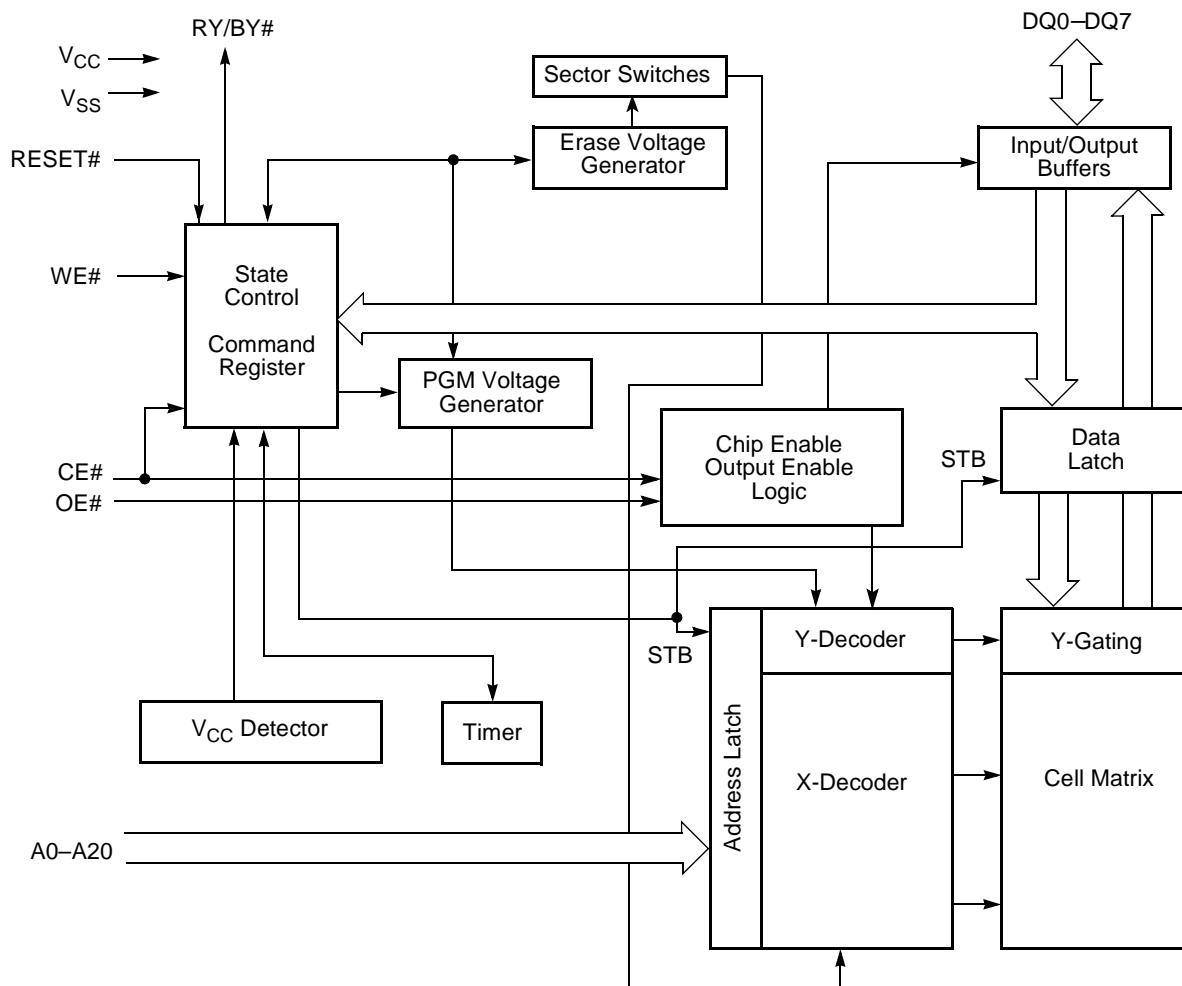 RY/BY#
DQ0–DQ7
VCC
VSS
Sector Switches
RESET#
Erase Voltage
Generator
Input/Output
Buffers
WE#
State
Control
Command
Register
PGM Voltage
Generator
Chip Enable
Output Enable
Logic
STB
Data
Latch
CE#
OE#
STB
Y-Decoder
Y-Gating
VCC Detector
Timer
Address Latch
X-Decoder
Cell Matrix
A0–A20